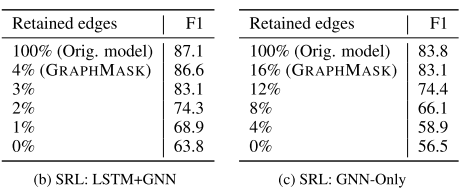 Retained edges F1
100% (Orig. model) 87.1
4% (GRAPHMASK) 86.6
3% 83.1
2% 74.3
1% 68.9
0% 63.8
(b) SRL: LSTM+GNN
Retained edges F1
100% (Orig. model) 83.8
16% (GRAPHMASK) 83.1
12% 74.4
8% 66.1
4% 58.9
0% 56.5
(c) SRL: GNN-Only